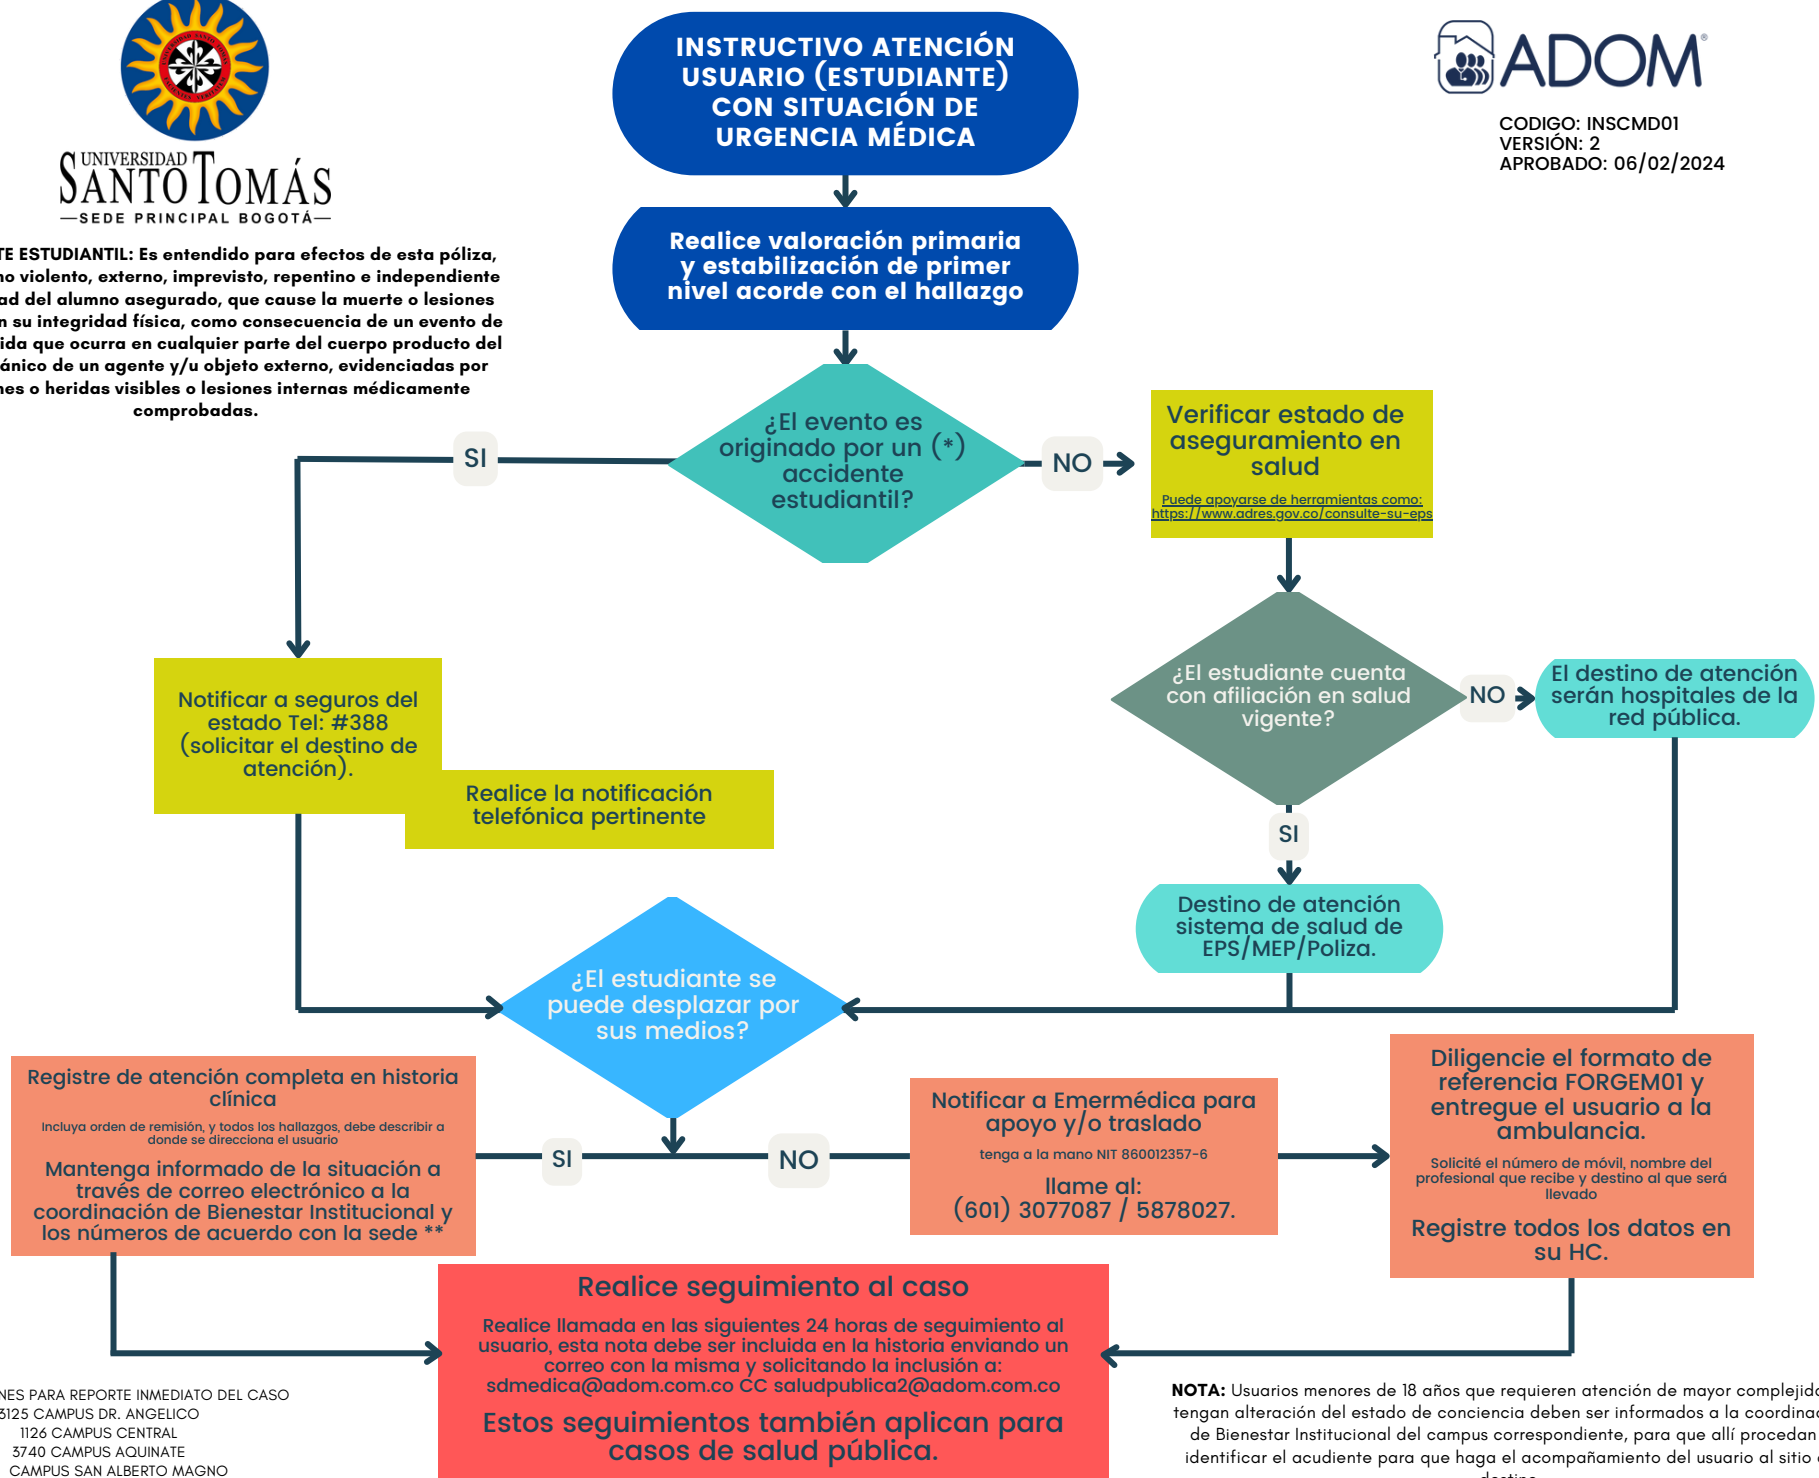 UNIVERSIDAD
SANTO TOMÁS
SEDE PRINCIPAL BOGOTÁ
INSTRUCTIVO ATENCIÓN
USUARIO (ESTUDIANTE)
CON SITUACIÓN DE
URGENCIA MÉDICA
ADOM®
CODIGO: INSCMD01
VERSIÓN: 2
APROBADO: 06/02/2024
Realice valoración primaria
y estabilización de primer
nivel acorde con el hallazgo
ESTUDIANTIL: Es entendido para efectos de esta póliza,
violento, externo, imprevisto, repentino e independiente
del alumno asegurado, que cause la muerte o lesiones
su integridad física, como consecuencia de un evento de
que ocurra en cualquier parte del cuerpo producto del
de un agente y/u objeto externo, evidenciadas por
o heridas visibles o lesiones internas médicamente
comprobadas.
¿El evento es
originado por un (*)
accidente
estudiantil?
SI
NO
Verificar estado de
aseguramiento en
salud
Puede apoyarse de herramientas como:
https://www.adres.gov.co/consulte-su-eps
¿El estudiante cuenta
con afiliación en salud
vigente?
NO
El destino de atención
serán hospitales de la
red pública.
SI
Destino de atención
sistema de salud de
EPS/MEP/Poliza.
Notificar a seguros del
estado Tel: #388
(solicitar el destino de
atención).
Realice la notificación
telefónica pertinente
¿El estudiante se
puede desplazar por
sus medios?
SI
NO
Registre de atención completa en historia
clínica
Incluya orden de remisión, y todos los hallazgos, debe describir a
donde se direcciona el usuario
Mantenga informado de la situación a
través de correo electrónico a la
coordinación de Bienestar Institucional y
los números de acuerdo con la sede **
Notificar a Emermédica para
apoyo y/o traslado
tenga a la mano NIT 860012357-6
llame al:
(601) 3077087 / 5878027.
Diligencie el formato de
referencia FORGEM01 y
entregue el usuario a la
ambulancia.
Solicité el número de móvil, nombre del
profesional que recibe y destino al que será
llevado
Registre todos los datos en
su HC.
Realice seguimiento al caso
Realice llamada en las siguientes 24 horas de seguimiento al
usuario, esta nota debe ser incluida en la historia enviando un
correo con la misma y solicitando la inclusión a:
sdmedica@adom.com.co CC saludpublica2@adom.com.co
Estos seguimientos también aplican para
casos de salud pública.
PARA REPORTE INMEDIATO DEL CASO
3125 CAMPUS DR. ANGELICO
1126 CAMPUS CENTRAL
3740 CAMPUS AQUINATE
CAMPUS SAN ALBERTO MAGNO
NOTA: Usuarios menores de 18 años que requieren atención de mayor
tengan alteración del estado de conciencia deben ser informados a la
de Bienestar Institucional del campus correspondiente, para que allí procedan
identificar el acudiente para que haga el acompañamiento del usuario al sitio